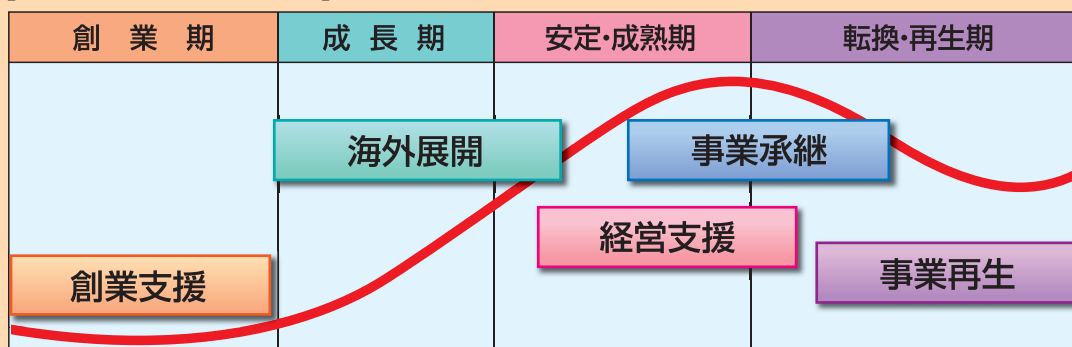 創業期
成長期
安定・成熟期
転換・再生期
海外展開
事業承継
経営支援
創業支援
事業再生